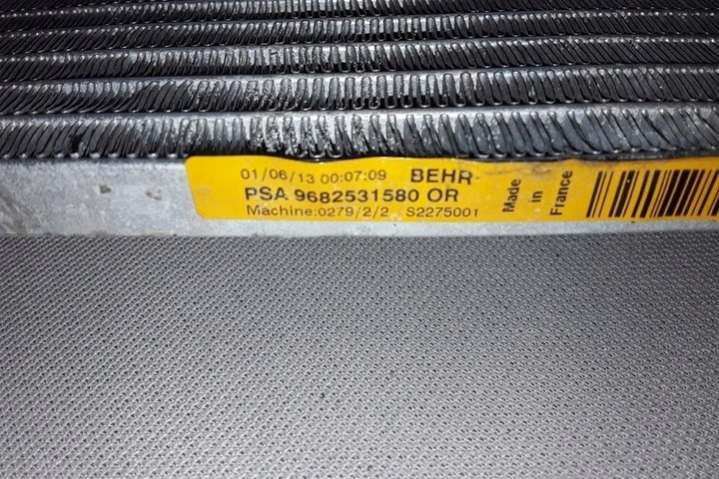 01/06/13 00:07:09 BEHR
PSA 9682531580 OR
Machine:0279/2/2 S2275001
Made
in
France